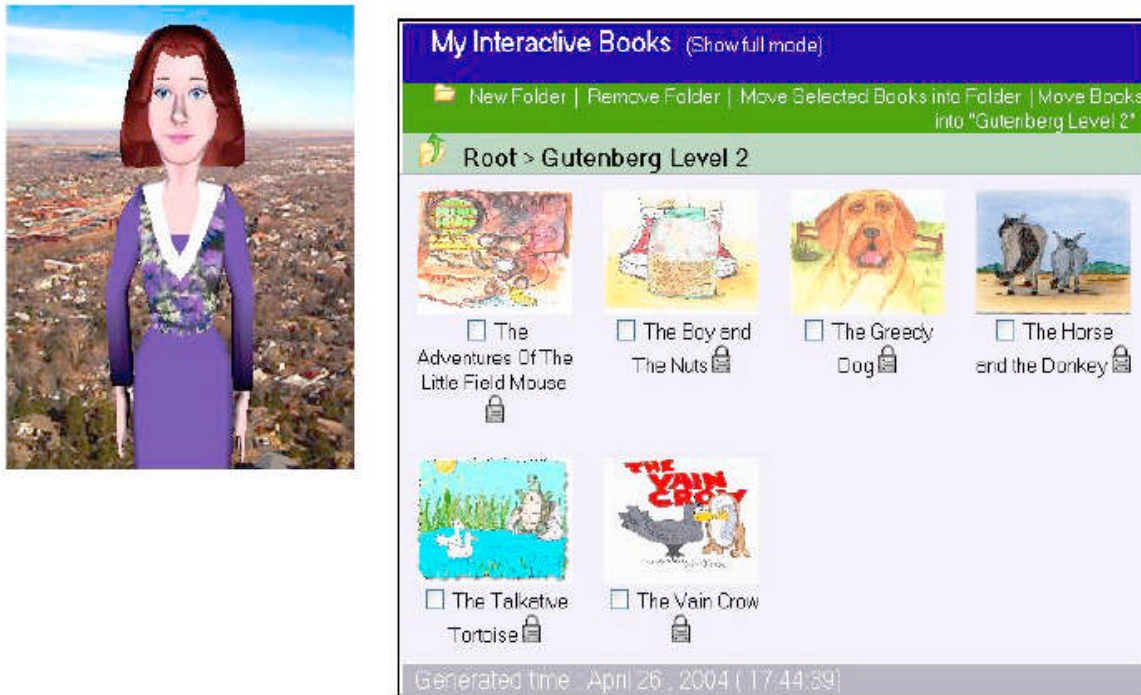 My Interactive Books (Show full mode)
New Folder | Remove Folder | Move Selected Books into Folder | Move Books
into "Gutenberg Level 2"
Root > Gutenberg Level 2
The
Adventures Of The
Little Field Mouse
The Boy and
The Nuts
The Greedy
Dog
The Horse
and the Donkey
THE
VAIN
CROW
The Talkative
Tortoise
The Vain Crow
Generated time : April 26 , 2004 ( 17:44:39)